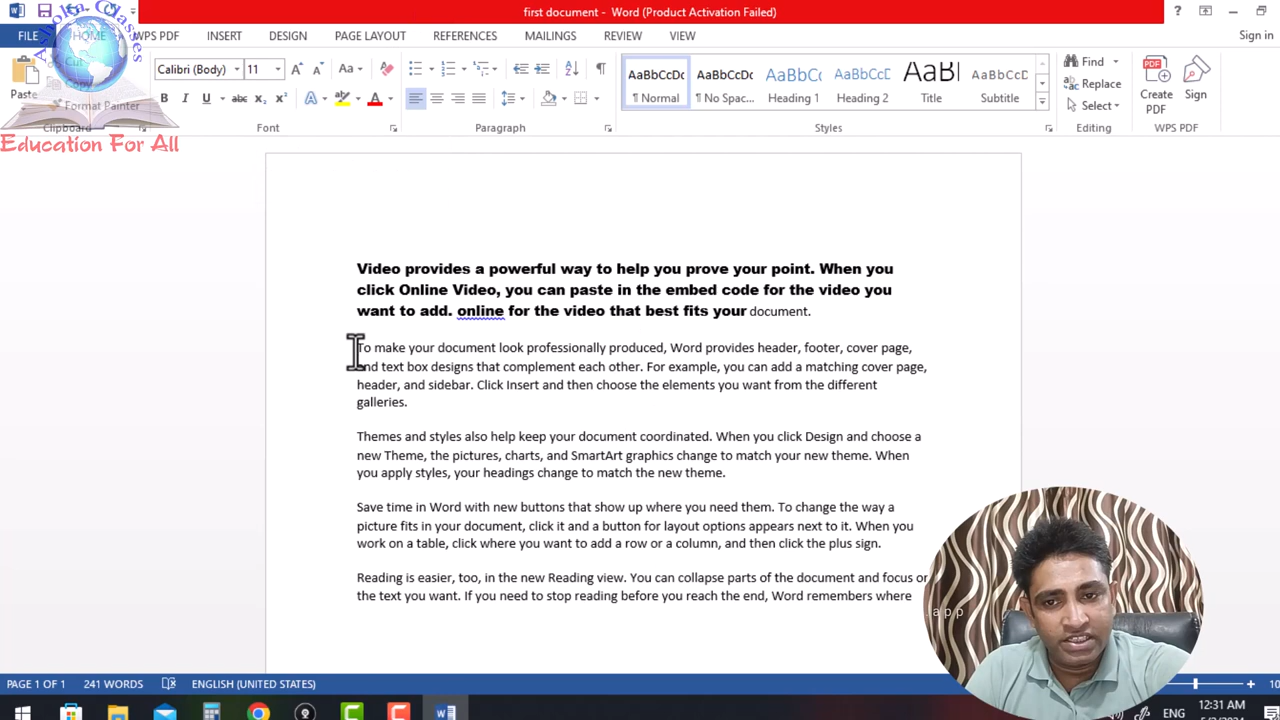 first document - Word (Product Activation Failed)
FILE HOME WPS PDF INSERT DESIGN PAGE LAYOUT REFERENCES MAILINGS REVIEW VIEW Sign in
Ashoka Classes
Education For All
Paste Cut
Copy
Format Painter
Clipboard
Calibri (Body) 11
Font
Paragraph
AaBbCcDc AaBbCcDc AaBbC AaBbCcC AaBl AaBbCcD
¶ Normal ¶ No Spac... Heading 1 Heading 2 Title Subtitle
Styles
Find
Replace
Select
Editing
Create PDF Sign
WPS PDF
Video provides a powerful way to help you prove your point. When you
click Online Video, you can paste in the embed code for the video you
want to add. online for the video that best fits your document.
To make your document look professionally produced, Word provides header, footer, cover page,
and text box designs that complement each other. For example, you can add a matching cover page,
header, and sidebar. Click Insert and then choose the elements you want from the different
galleries.
Themes and styles also help keep your document coordinated. When you click Design and choose a
new Theme, the pictures, charts, and SmartArt graphics change to match your new theme. When
you apply styles, your headings change to match the new theme.
Save time in Word with new buttons that show up where you need them. To change the way a
picture fits in your document, click it and a button for layout options appears next to it. When you
work on a table, click where you want to add a row or a column, and then click the plus sign.
Reading is easier, too, in the new Reading view. You can collapse parts of the document and focus or
the text you want. If you need to stop reading before you reach the end, Word remembers where
app
PAGE 1 OF 1 241 WORDS ENGLISH (UNITED STATES) 10
ENG 12:31 AM